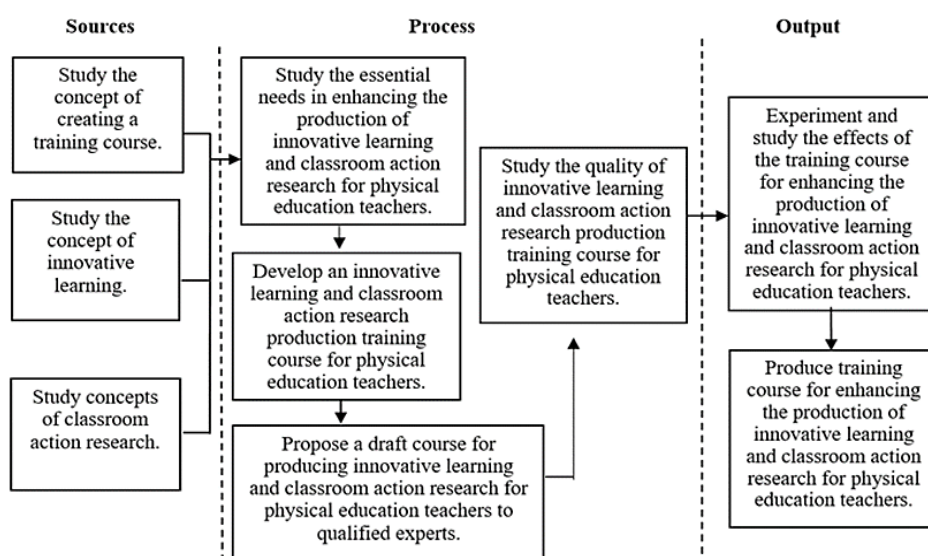 Sources
Study the
concept of
creating a
training course.
Study the
concept of
innovative
learning.
Study concepts
of classroom
action research.
Process
Study the essential
needs in enhancing the
production of
innovative learning
and classroom action
research for physical
education teachers.
Develop an innovative
learning and classroom
action research
production training
course for physical
education teachers.
Propose a draft course for
producing innovative learning
and classroom action research for
physical education teachers to
qualified experts.
Study the quality of
innovative learning
and classroom action
research production
training course for
physical education
teachers.
Output
Experiment and
study the effects of
the training course
for enhancing the
production of
innovative learning
and classroom action
research for physical
education teachers.
Produce training
course for enhancing
the production of
innovative learning
and classroom action
research for physical
education teachers.